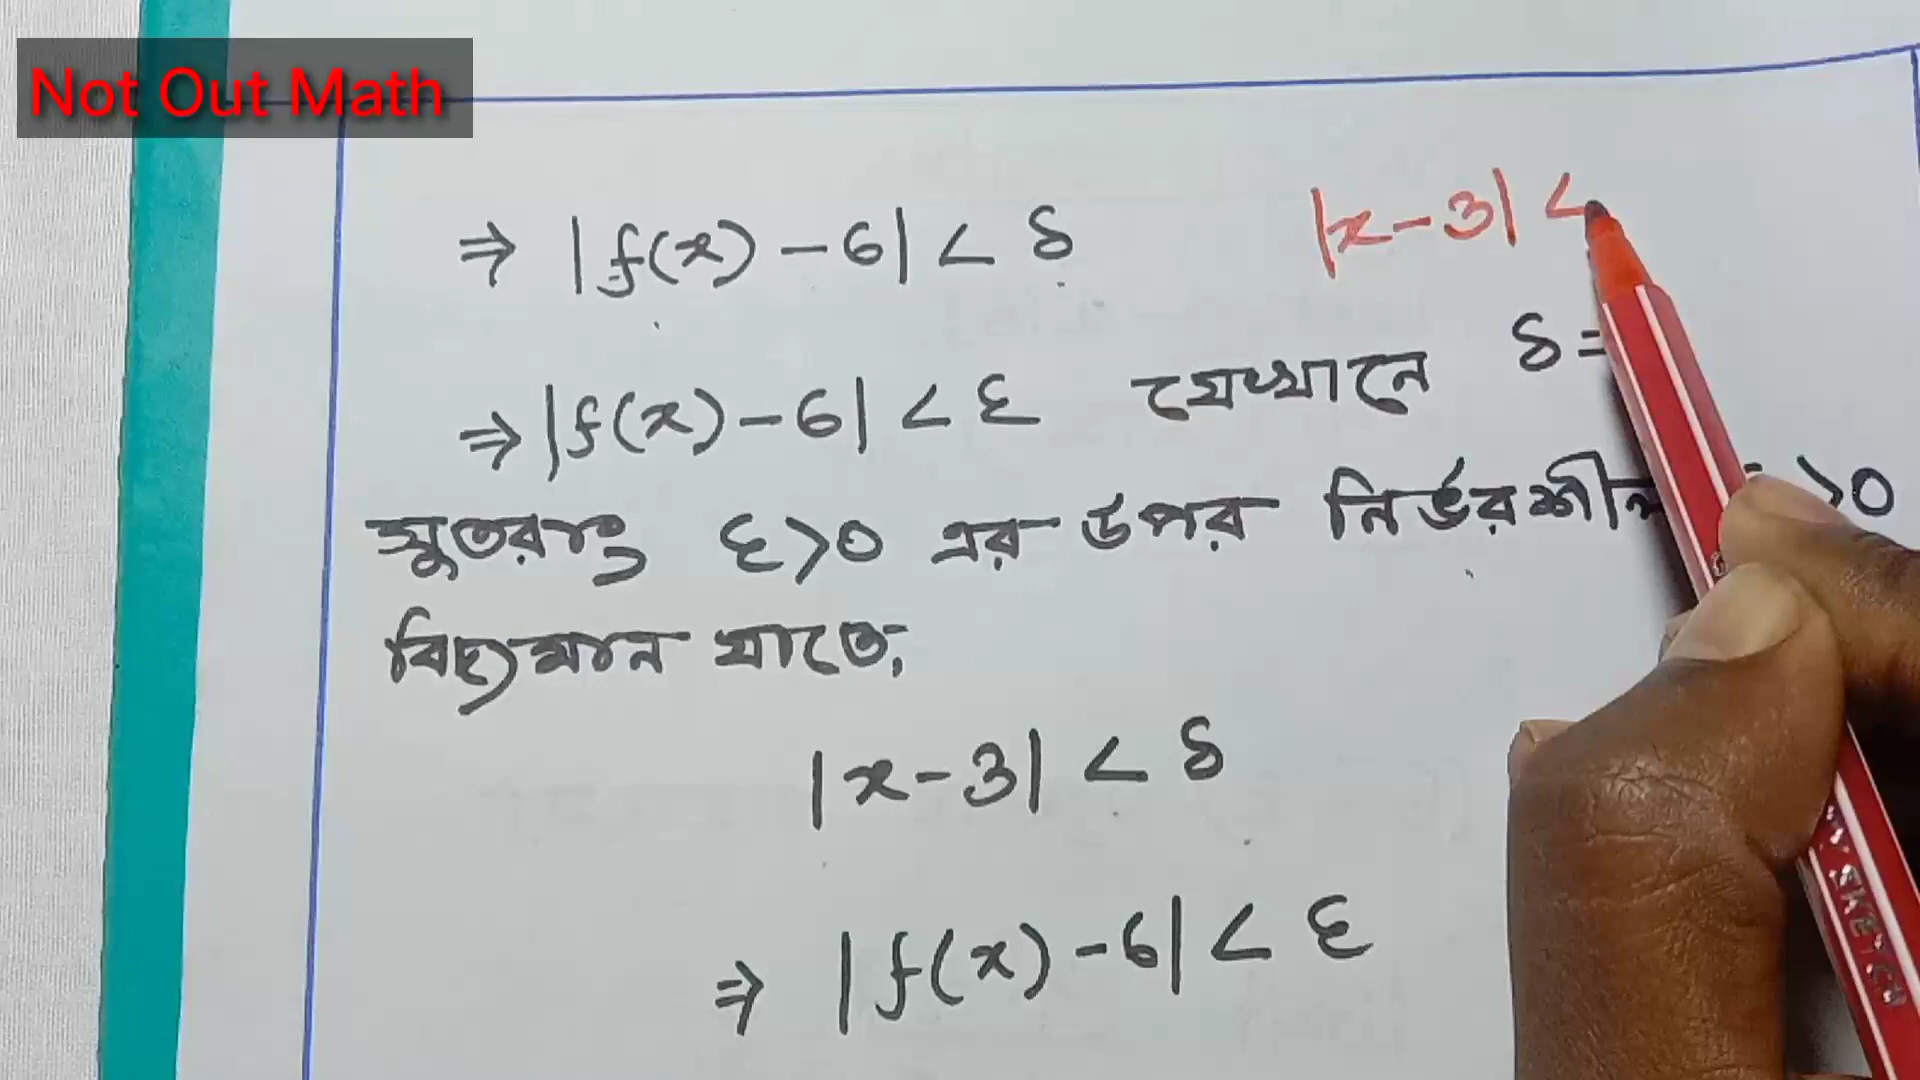 Not Out Math
⇒ |f(x) - 6| < δ
|x - 3| <
⇒ |f(x) - 6| < ε যেখানে δ =
সুতরাং ε > 0 এর উপর নির্ভরশীল > 0
বিদ্যমান যাতে,
|x - 3| < δ
⇒ |f(x) - 6| < ε